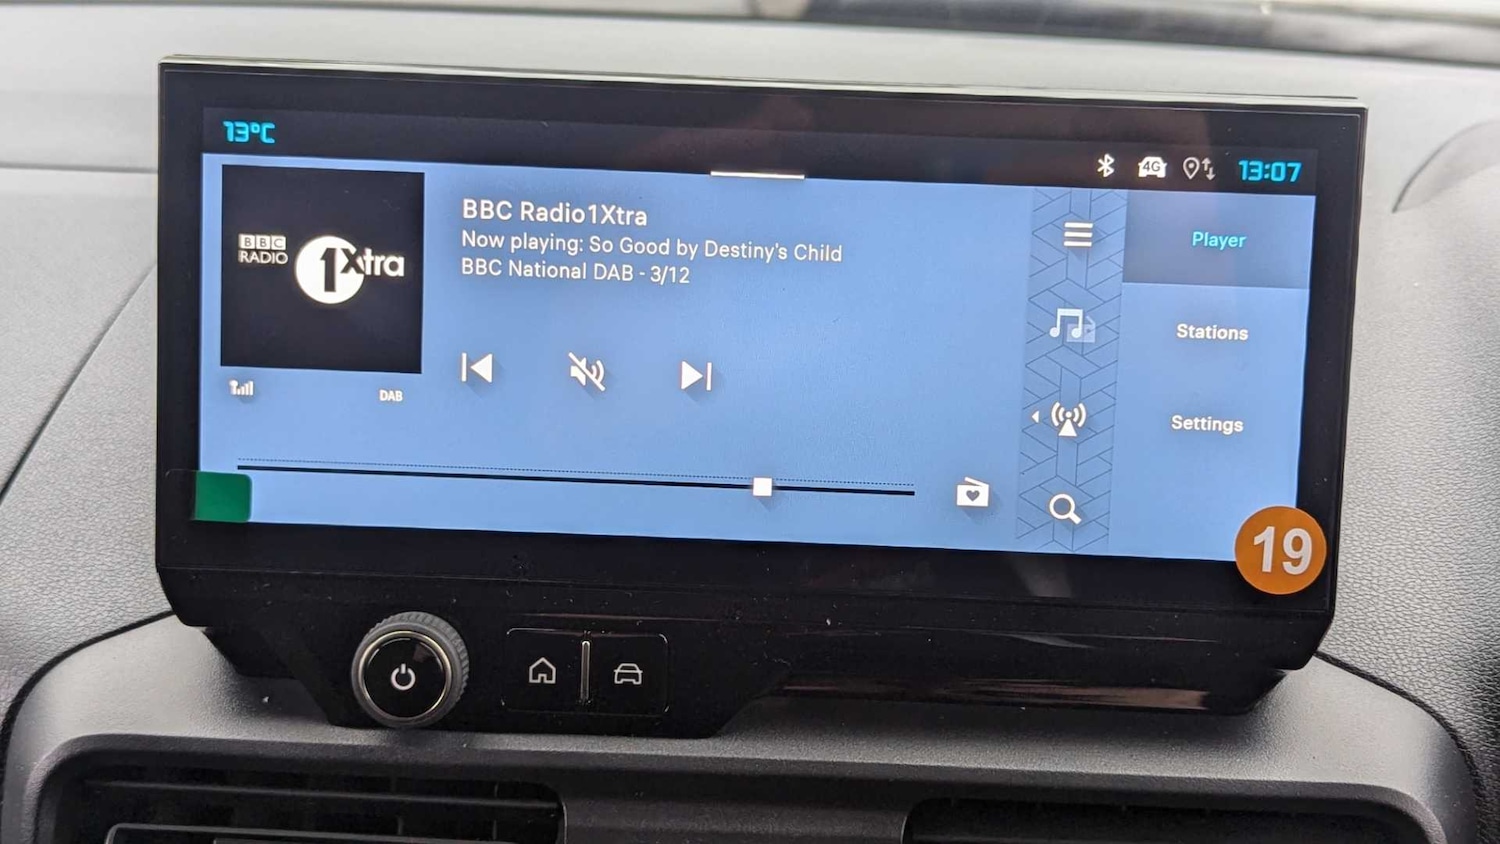 13°C
4G
13:07
BBC
RADIO
1Xtra
BBC Radio1Xtra
Now playing: So Good by Destiny's Child
BBC National DAB - 3/12
DAB
Player
Stations
Settings
19